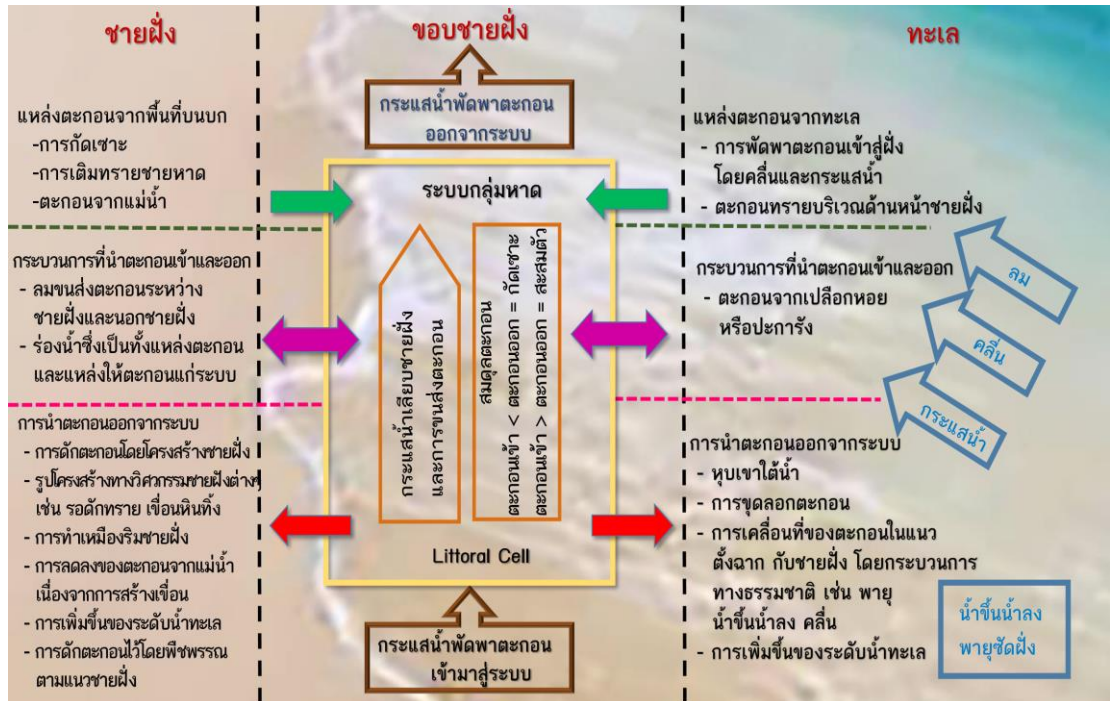 ชายฝั่ง
ขอบชายฝั่ง
ทะเล
กระแสน้ำพัดพาตะกอน
ออกจากระบบ
แหล่งตะกอนจากพื้นที่บนบก
-การกัดเซาะ
-การเติมทรายชายหาด
-ตะกอนจากแม่น้ำ
กระบวนการที่นำตะกอนเข้าและออก
- ลมขนส่งตะกอนระหว่าง
ชายฝั่งและนอกชายฝั่ง
- ร่องน้ำซึ่งเป็นทั้งแหล่งตะกอน
และแหล่งให้ตะกอนแก่ระบบ
การนำตะกอนออกจากระบบ
- การดักตะกอนโดยโครงสร้างชายฝั่ง
- รูปโครงสร้างทางวิศวกรรมชายฝั่งต่างๆ
เช่น รอดักทราย เขื่อนหินทิ้ง
- การทำเหมืองริมชายฝั่ง
- การลดลงของตะกอนจากแม่น้ำ
เนื่องจากการสร้างเขื่อน
- การเพิ่มขึ้นของระดับน้ำทะเล
- การดักตะกอนไว้โดยพืชพรรณ
ตามแนวชายฝั่ง
ระบบกลุ่มหาด
กระแสน้ำเลียบชายฝั่ง
และการขนส่งตะกอน
สมดุลตะกอน
ตะกอนเข้า < ตะกอนออก = กัดเซาะ
ตะกอนเข้า > ตะกอนออก = สะสมตัว
Littoral Cell
กระแสน้ำพัดพาตะกอน
เข้ามาสู่ระบบ
แหล่งตะกอนจากทะเล
- การพัดพาตะกอนเข้าสู่ฝั่ง
โดยคลื่นและกระแสน้ำ
- ตะกอนทรายบริเวณด้านหน้าชายฝั่ง
กระบวนการที่นำตะกอนเข้าและออก
- ตะกอนจากเปลือกหอย
หรือปะการัง
การนำตะกอนออกจากระบบ
- หุบเขาใต้น้ำ
- การขุดลอกตะกอน
- การเคลื่อนที่ของตะกอนในแนว
ตั้งฉาก กับชายฝั่ง โดยกระบวนการ
ทางธรรมชาติ เช่น พายุ
น้ำขึ้นน้ำลง คลื่น
- การเพิ่มขึ้นของระดับน้ำทะเล
ลม
คลื่น
กระแสน้ำ
น้ำขึ้นน้ำลง
พายุซัดฝั่ง